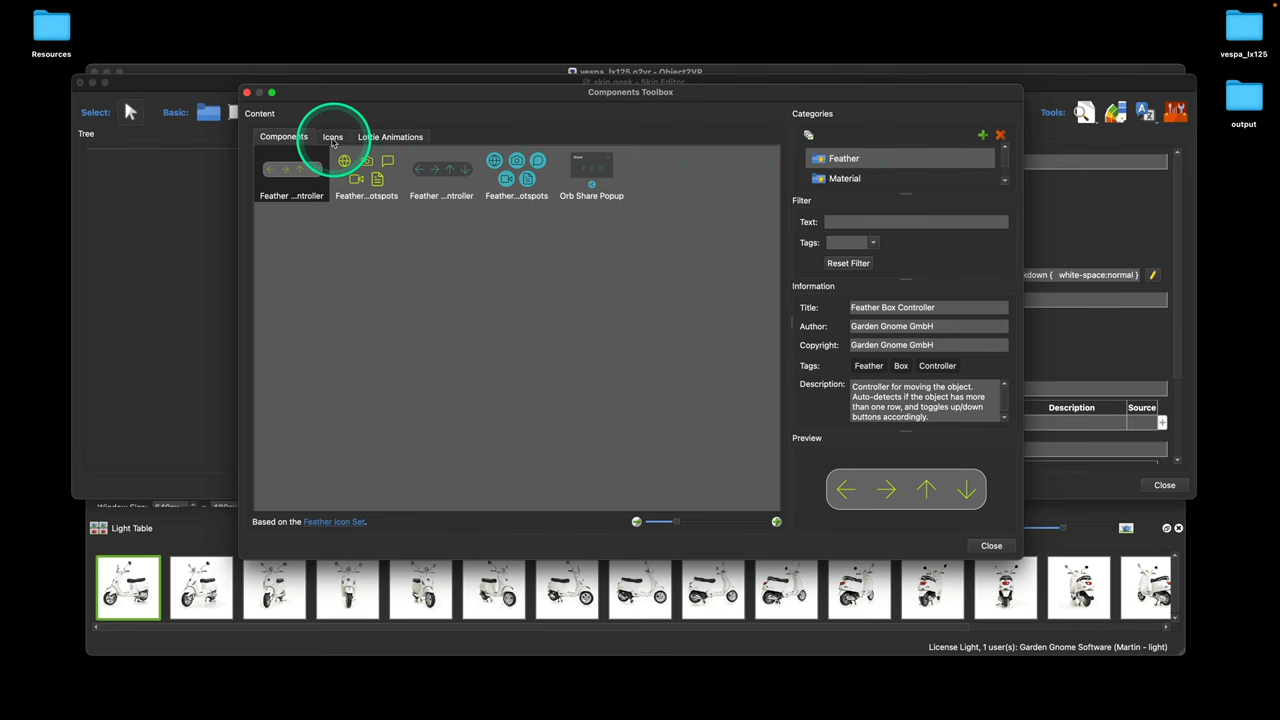 Resources
vespa_lx125
output
vespa_lx125.o2vr - Object2VR
skin.ggsk - Skin Editor
Components Toolbox
Select:
Basic:
Tools:
Tree
Content
Components
Icons
Lottie Animations
Feather ...ntroller
Feather...otspots
Feather ...ntroller
Feather...otspots
Orb Share Popup
Share
Based on the Feather Icon Set.
Categories
Feather
Material
Filter
Text:
Tags:
Reset Filter
Information
Title: Feather Box Controller
Author: Garden Gnome GmbH
Copyright: Garden Gnome GmbH
Tags: Feather Box Controller
Description: Controller for moving the object.
Auto-detects if the object has more
than one row, and toggles up/down
buttons accordingly.
Preview
Close
kdown { white-space:normal }
Description Source
Close
Light Table
License Light, 1 user(s): Garden Gnome Software (Martin - light)